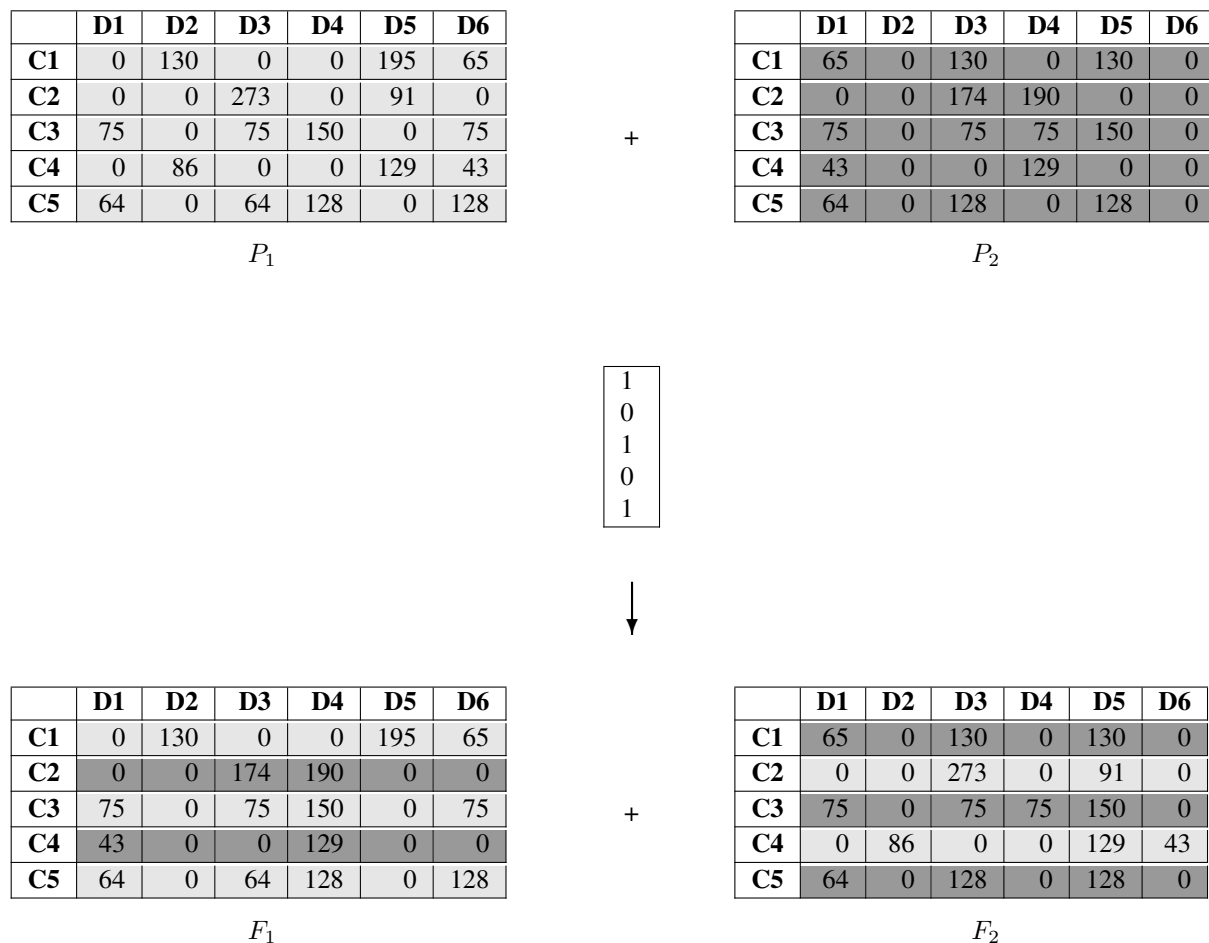 D1 D2 D3 D4 D5 D6
C1 0 130 0 0 195 65
C2 0 0 273 0 91 0
C3 75 0 75 150 0 75
C4 0 86 0 0 129 43
C5 64 0 64 128 0 128
P1
+
D1 D2 D3 D4 D5 D6
C1 65 0 130 0 130 0
C2 0 0 174 190 0 0
C3 75 0 75 75 150 0
C4 43 0 0 129 0 0
C5 64 0 128 0 128 0
P2
1
0
1
0
1
D1 D2 D3 D4 D5 D6
C1 0 130 0 0 195 65
C2 0 0 174 190 0 0
C3 75 0 75 150 0 75
C4 43 0 0 129 0 0
C5 64 0 64 128 0 128
F1
+
D1 D2 D3 D4 D5 D6
C1 65 0 130 0 130 0
C2 0 0 273 0 91 0
C3 75 0 75 75 150 0
C4 0 86 0 0 129 43
C5 64 0 128 0 128 0
F2